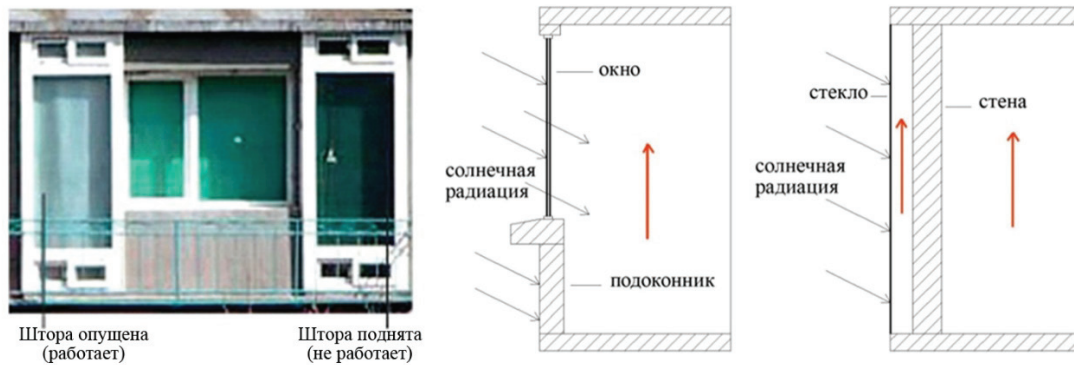 Штора опущена
(работает)
Штора поднята
(не работает)
окно
солнечная
радиация
подоконник
стекло
стена
солнечная
радиация